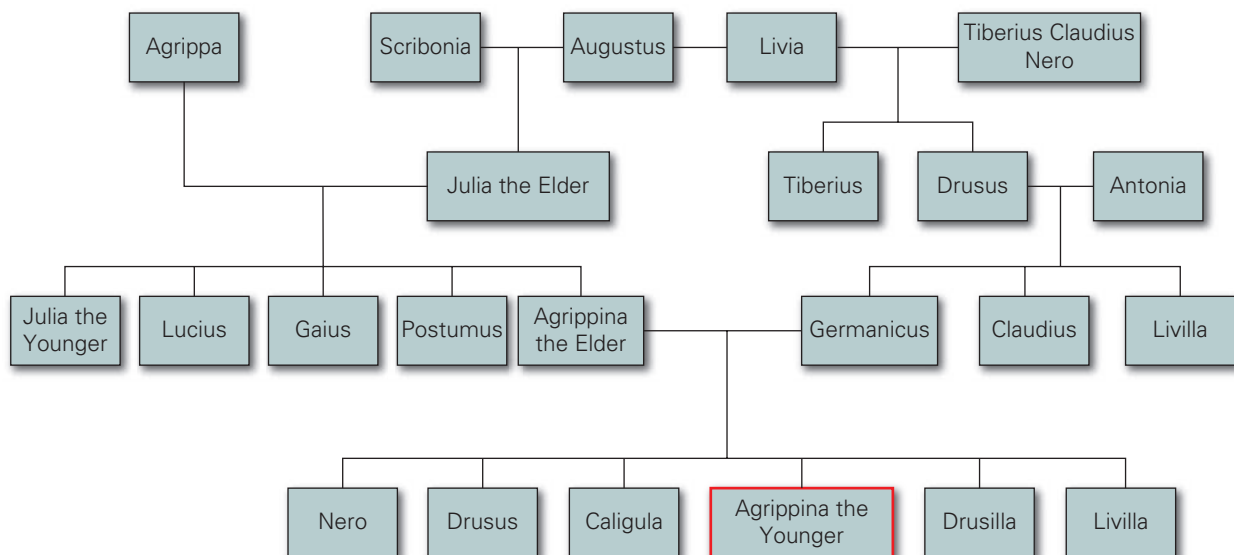 Agrippa
Scribonia
Augustus
Livia
Tiberius Claudius
Nero
Julia the Elder
Tiberius
Drusus
Antonia
Julia the
Younger
Lucius
Gaius
Postumus
Agrippina
the Elder
Germanicus
Claudius
Livilla
Nero
Drusus
Caligula
Agrippina the
Younger
Drusilla
Livilla